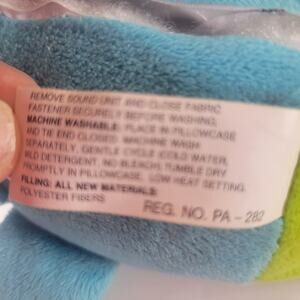 REMOVE SOUND UNIT AND CLOSE FABRIC
FASTENER SECURELY BEFORE WASHING.
MACHINE WASHABLE: PLACE IN PILLOWCASE
AND TIE END CLOSED. MACHINE WASH
SEPARATELY, GENTLE CYCLE (COLD WATER,
MILD DETERGENT, NO BLEACH). TUMBLE DRY
PROMPTLY IN PILLOWCASE, LOW HEAT SETTING.
FILLING: ALL NEW MATERIALS
POLYESTER FIBERS
REG. NO. PA - 282